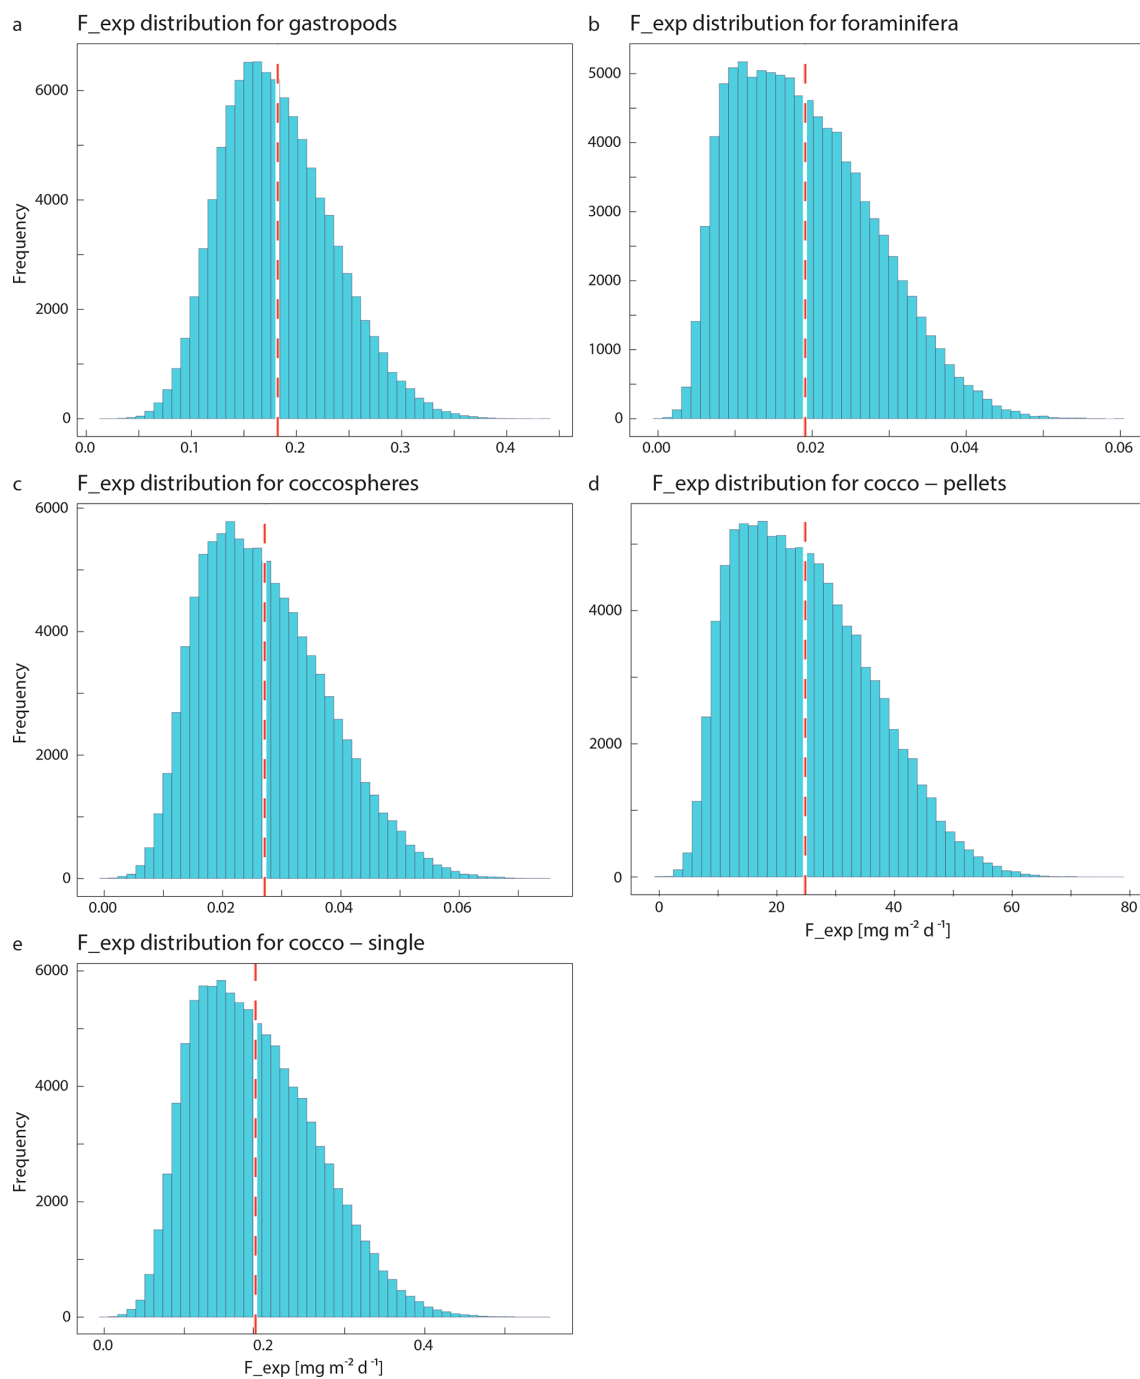 a F_exp distribution for gastropods
Frequency
6000
4000
2000
0
0.0 0.1 0.2 0.3 0.4
b F_exp distribution for foraminifera
5000
4000
3000
2000
1000
0
0.00 0.02 0.04 0.06
c F_exp distribution for coccospheres
Frequency
6000
4000
2000
0
0.00 0.02 0.04 0.06
d F_exp distribution for cocco – pellets
4000
2000
0
0 20 40 60 80
F_exp [mg m⁻² d⁻¹]
e F_exp distribution for cocco – single
Frequency
6000
4000
2000
0
0.0 0.2 0.4
F_exp [mg m⁻² d⁻¹]